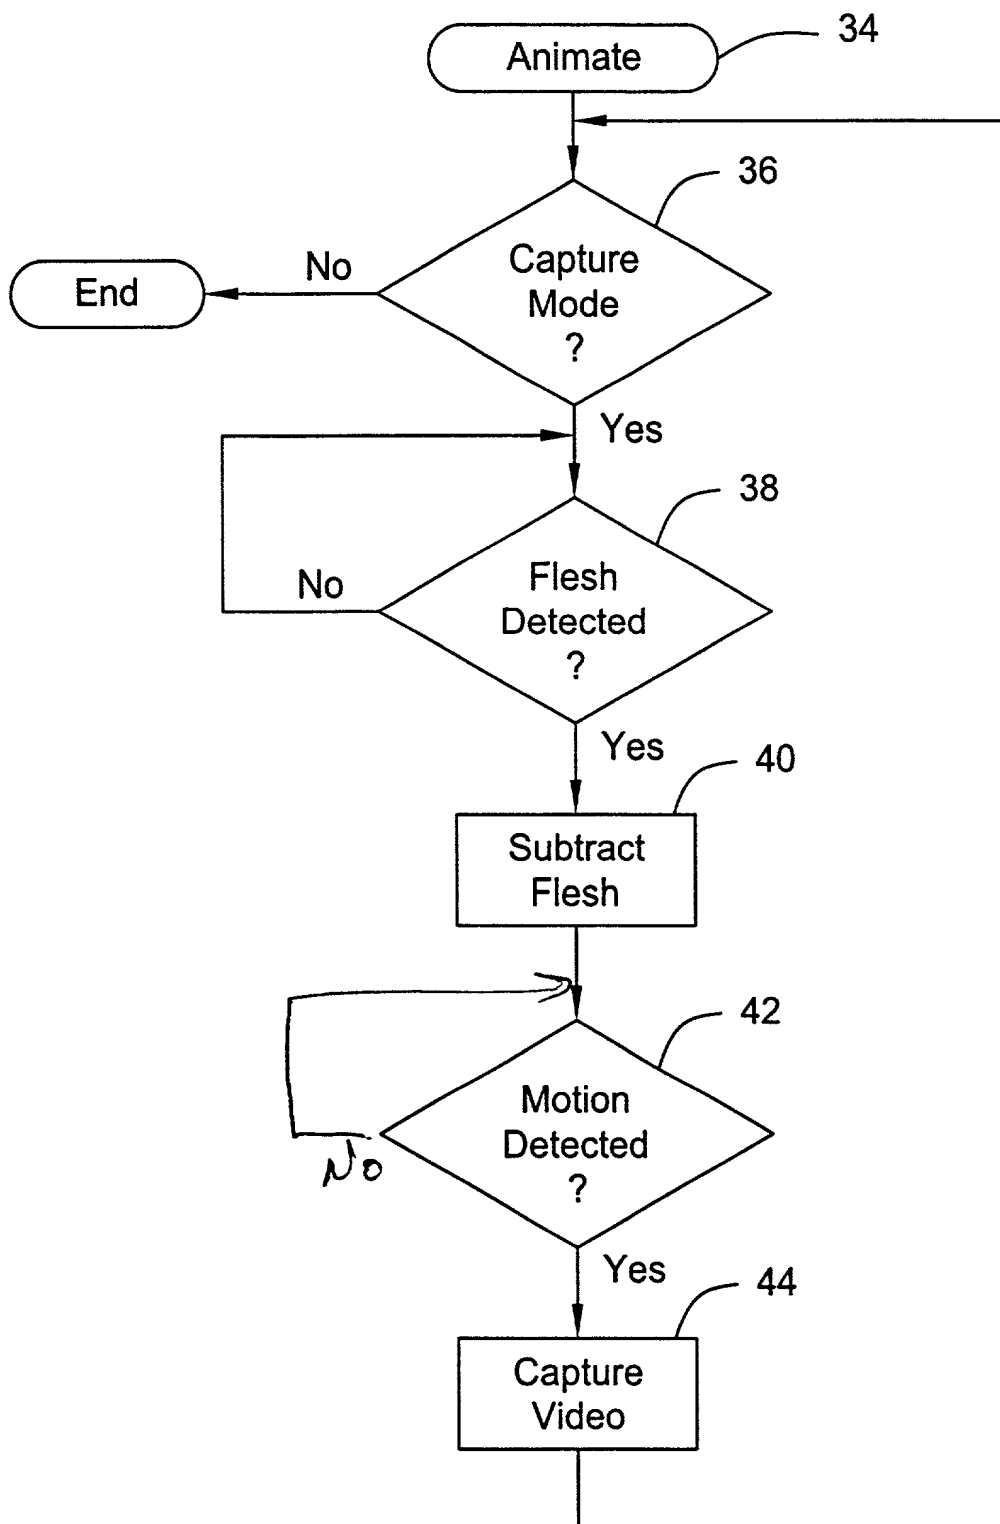 Animate
34
36
Capture
Mode
?
No
End
Yes
38
Flesh
Detected
?
No
Yes
40
Subtract
Flesh
42
Motion
Detected
?
No
Yes
44
Capture
Video